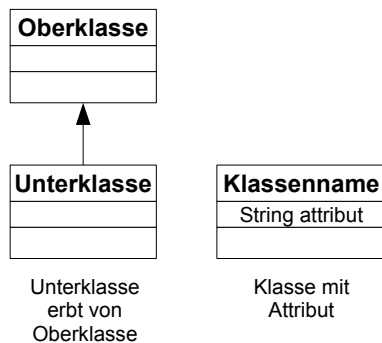 Oberklasse
Unterklasse
Klassenname
String attribut
Unterklasse
erbt von
Oberklasse
Klasse mit
Attribut